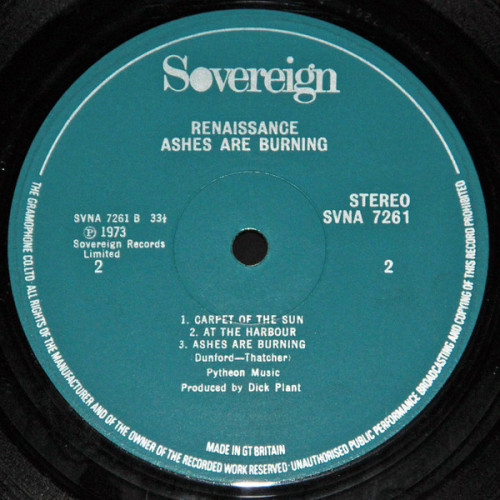 Sovereign
RENAISSANCE
ASHES ARE BURNING
STEREO
SVNA 7261
SVNA 7261 B 33⅓
Ⓟ 1973
Sovereign Records
Limited
2
2
1. CARPET OF THE SUN
2. AT THE HARBOUR
3. ASHES ARE BURNING
(Dunford—Thatcher)
Pytheon Music
Produced by Dick Plant
MADE IN GT BRITAIN
THE GRAMOPHONE CO. LTD. ALL RIGHTS OF THE MANUFACTURER AND OF THE OWNER OF THE RECORDED WORK RESERVED · UNAUTHORISED PUBLIC PERFORMANCE BROADCASTING AND COPYING OF THIS RECORD PROHIBITED